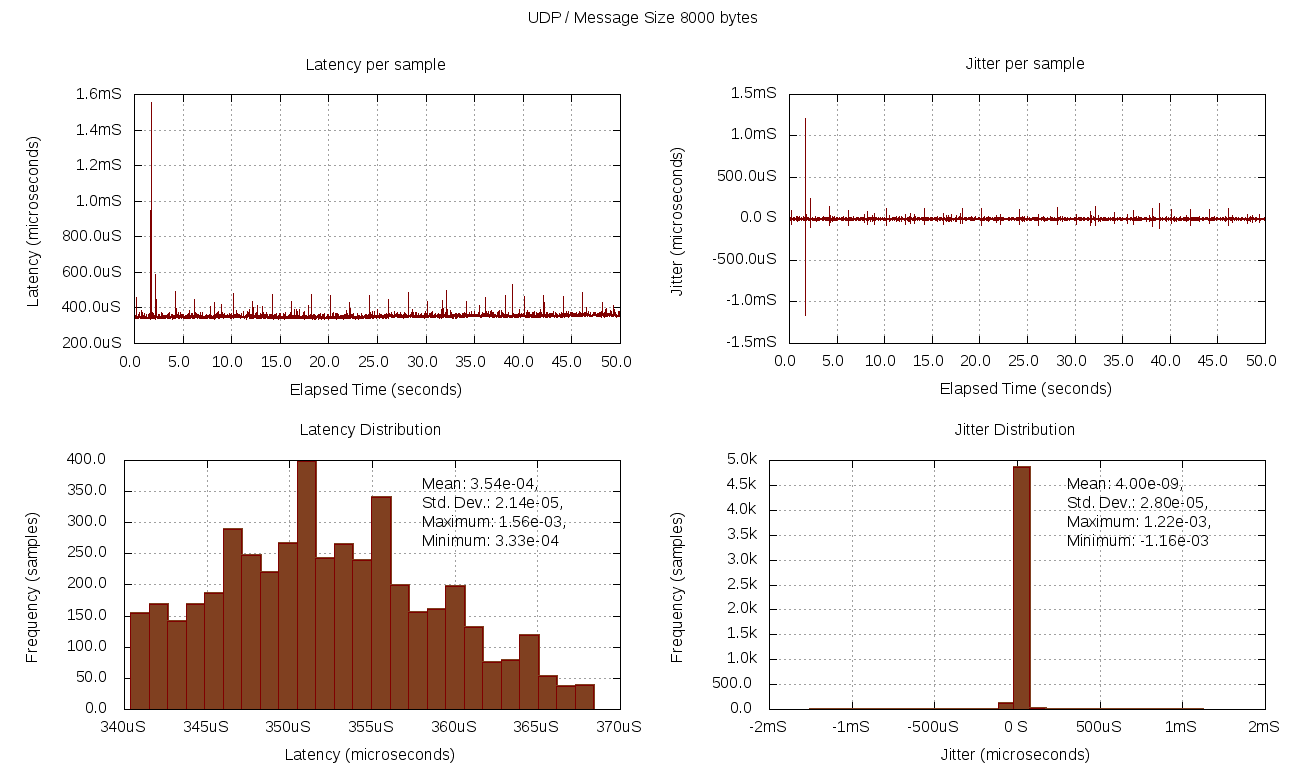 UDP / Message Size 8000 bytes
Latency per sample
1.6mS
1.4mS
1.2mS
1.0mS
800.0uS
600.0uS
400.0uS
200.0uS
Latency (microseconds)
0.0 5.0 10.0 15.0 20.0 25.0 30.0 35.0 40.0 45.0 50.0
Elapsed Time (seconds)
Jitter per sample
1.5mS
1.0mS
500.0uS
0.0 S
-500.0uS
-1.0mS
-1.5mS
Jitter (microseconds)
0.0 5.0 10.0 15.0 20.0 25.0 30.0 35.0 40.0 45.0 50.0
Elapsed Time (seconds)
Latency Distribution
400.0
350.0
300.0
250.0
200.0
150.0
100.0
50.0
0.0
Frequency (samples)
Mean: 3.54e-04,
Std. Dev.: 2.14e-05,
Maximum: 1.56e-03,
Minimum: 3.33e-04
340uS 345uS 350uS 355uS 360uS 365uS 370uS
Latency (microseconds)
Jitter Distribution
5.0k
4.5k
4.0k
3.5k
3.0k
2.5k
2.0k
1.5k
1.0k
500.0
0.0
Frequency (samples)
Mean: 4.00e-09,
Std. Dev.: 2.80e-05,
Maximum: 1.22e-03,
Minimum: -1.16e-03
-2mS -1mS -500uS 0 S 500uS 1mS 2mS
Jitter (microseconds)